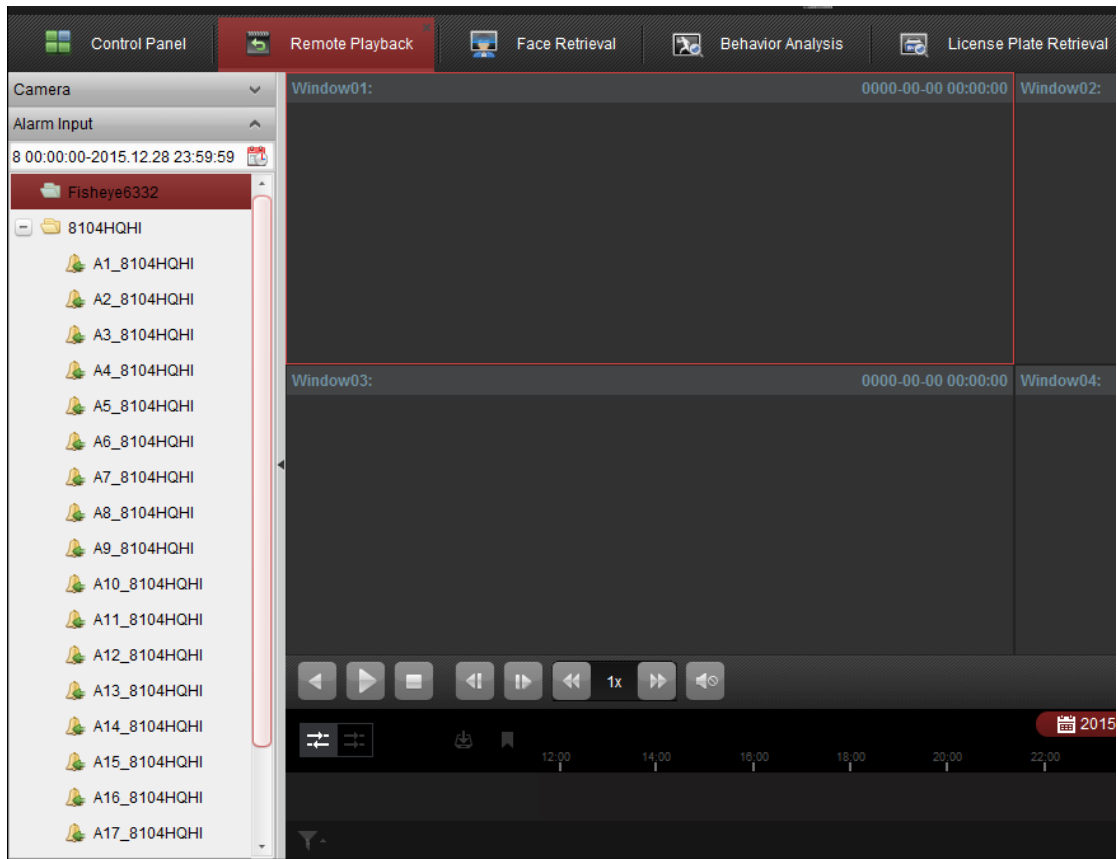 Control Panel Remote Playback Face Retrieval Behavior Analysis License Plate Retrieval
Camera
Alarm Input
8 00:00:00-2015.12.28 23:59:59
Fisheye6332
8104HQHI
A1_8104HQHI
A2_8104HQHI
A3_8104HQHI
A4_8104HQHI
A5_8104HQHI
A6_8104HQHI
A7_8104HQHI
A8_8104HQHI
A9_8104HQHI
A10_8104HQHI
A11_8104HQHI
A12_8104HQHI
A13_8104HQHI
A14_8104HQHI
A15_8104HQHI
A16_8104HQHI
A17_8104HQHI
Window01: 0000-00-00 00:00:00 Window02:
Window03: 0000-00-00 00:00:00 Window04:
1x
2015
12:00 14:00 16:00 18:00 20:00 22:00